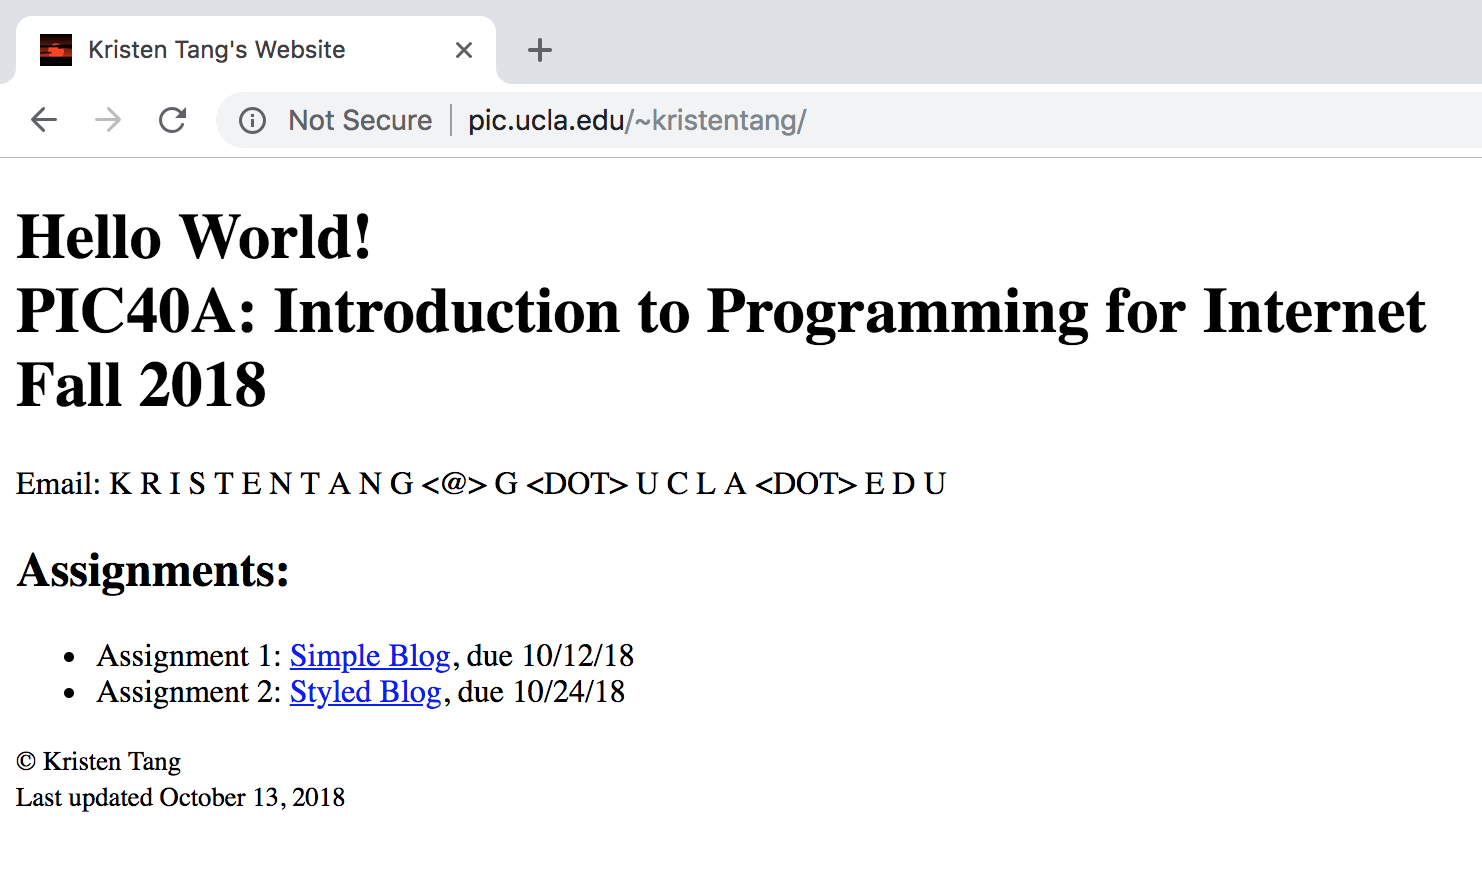 Kristen Tang's Website
Not Secure pic.ucla.edu/~kristentang/
Hello World!
PIC40A: Introduction to Programming for Internet
Fall 2018
Email: K R I S T E N T A N G <@> G <DOT> U C L A <DOT> E D U
Assignments:
• Assignment 1: Simple Blog, due 10/12/18
• Assignment 2: Styled Blog, due 10/24/18
© Kristen Tang
Last updated October 13, 2018